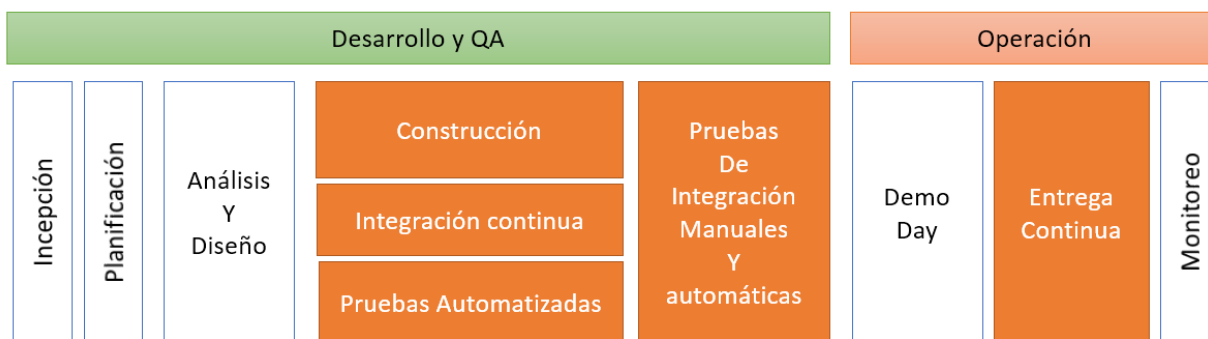 Desarrollo y QA
Operación
Incepción
Planificación
Análisis
Y
Diseño
Construcción
Integración continua
Pruebas Automatizadas
Pruebas
De
Integración
Manuales
Y
automáticas
Demo
Day
Entrega
Continua
Monitoreo